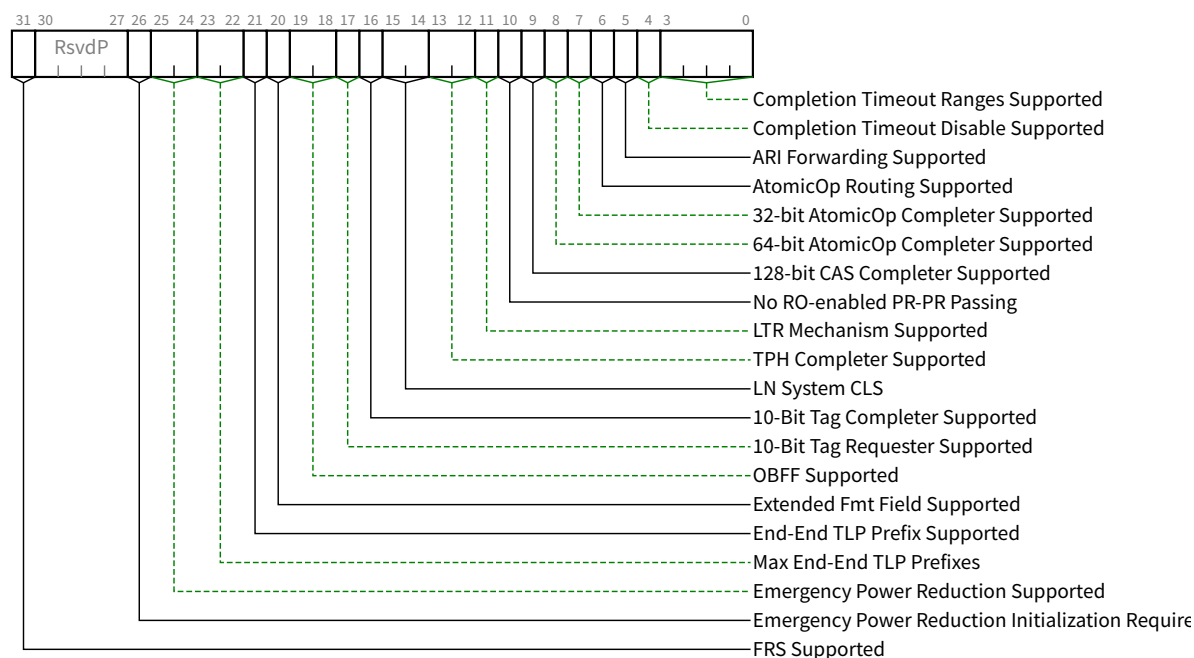 31 30 27 26 25 24 23 22 21 20 19 18 17 16 15 14 13 12 11 10 9 8 7 6 5 4 3 0
RsvdP
Completion Timeout Ranges Supported
Completion Timeout Disable Supported
ARI Forwarding Supported
AtomicOp Routing Supported
32-bit AtomicOp Completer Supported
64-bit AtomicOp Completer Supported
128-bit CAS Completer Supported
No RO-enabled PR-PR Passing
LTR Mechanism Supported
TPH Completer Supported
LN System CLS
10-Bit Tag Completer Supported
10-Bit Tag Requester Supported
OBFF Supported
Extended Fmt Field Supported
End-End TLP Prefix Supported
Max End-End TLP Prefixes
Emergency Power Reduction Supported
Emergency Power Reduction Initialization Require
FRS Supported